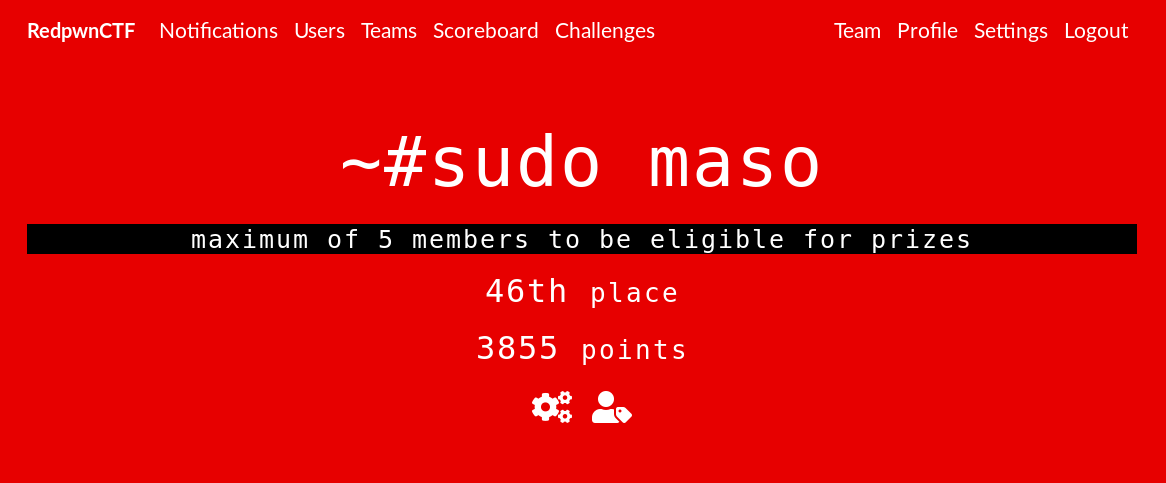 RedpwnCTF Notifications Users Teams Scoreboard Challenges Team Profile Settings Logout
~#sudo maso
maximum of 5 members to be eligible for prizes
46th place
3855 points